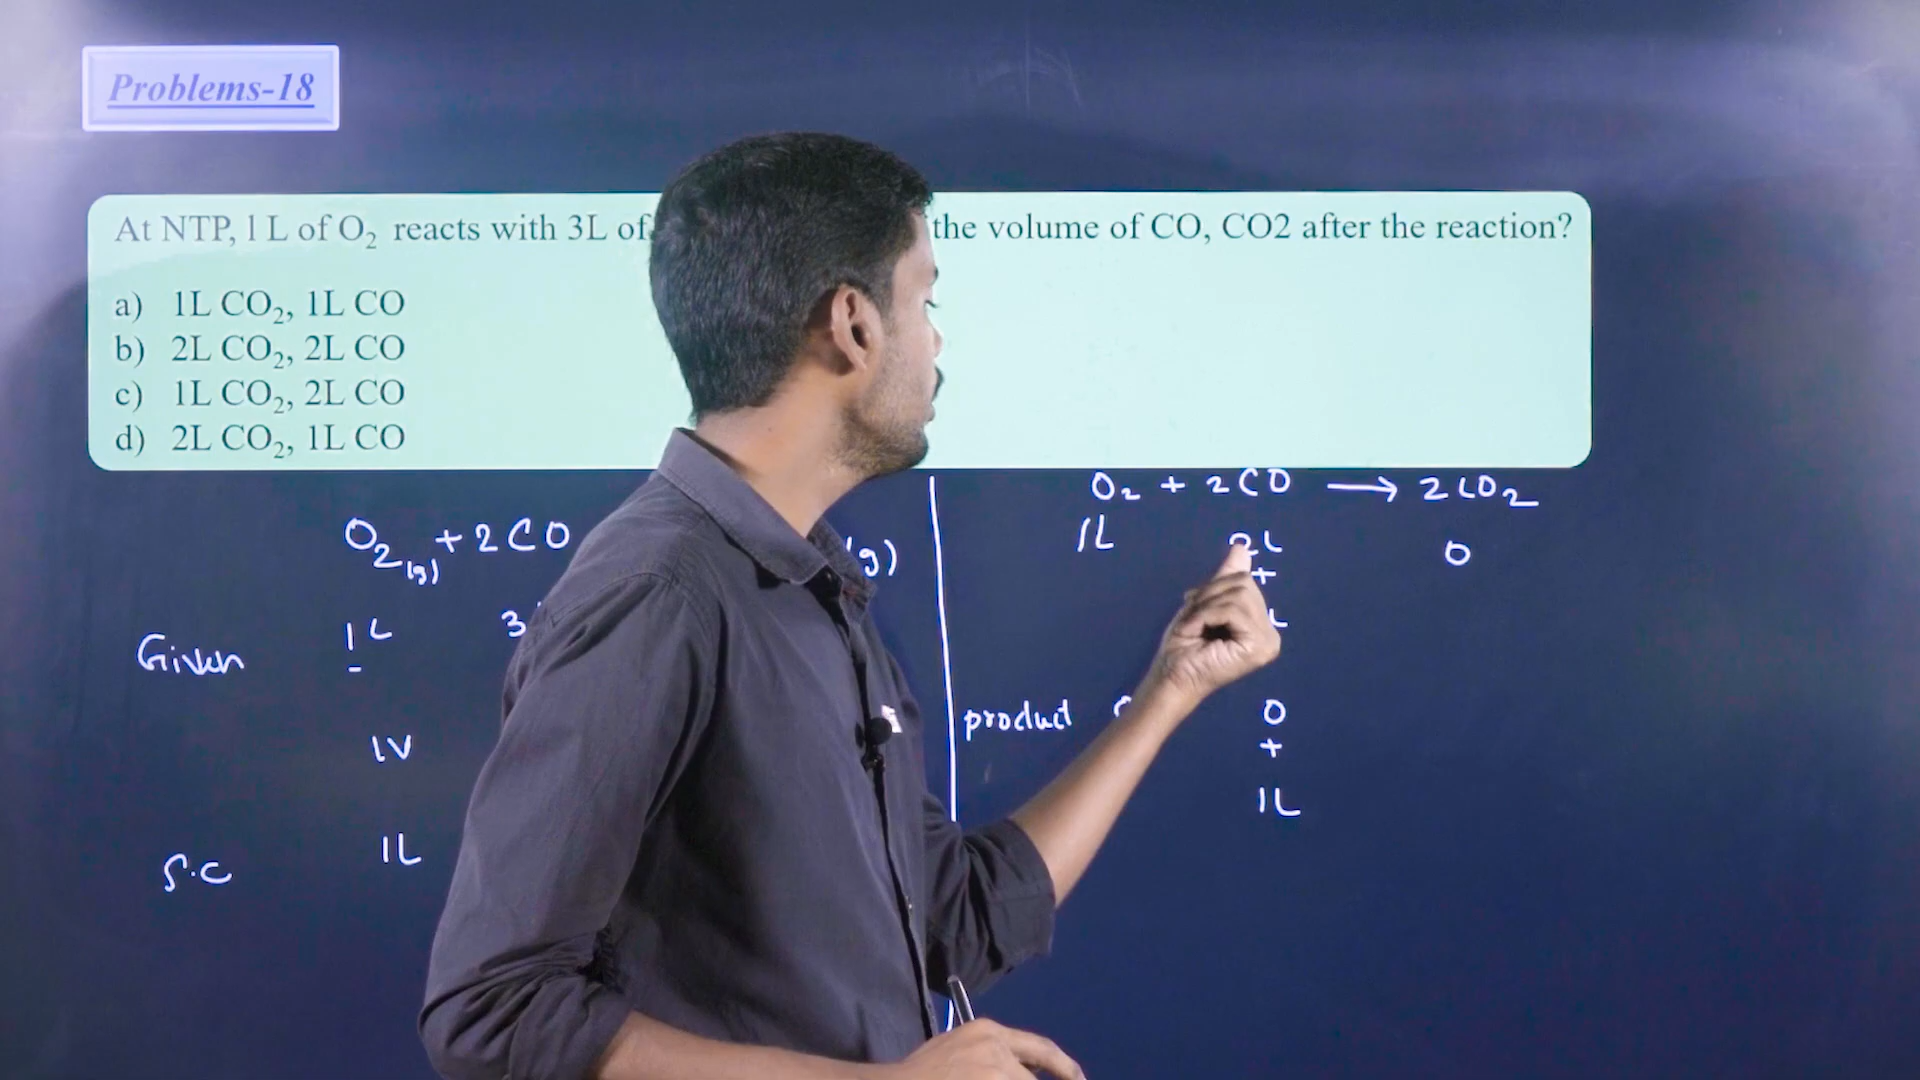 Problems-18
At NTP, 1 L of O₂ reacts with 3L of the volume of CO, CO2 after the reaction?
a) 1L CO₂, 1L CO
b) 2L CO₂, 2L CO
c) 1L CO₂, 2L CO
d) 2L CO₂, 1L CO
O₂(g) + 2CO (g)
Given 1L 3
1V
S.C 1L
O₂ + 2CO → 2CO₂
1L 2L 0
+
L
product 0
+
1L